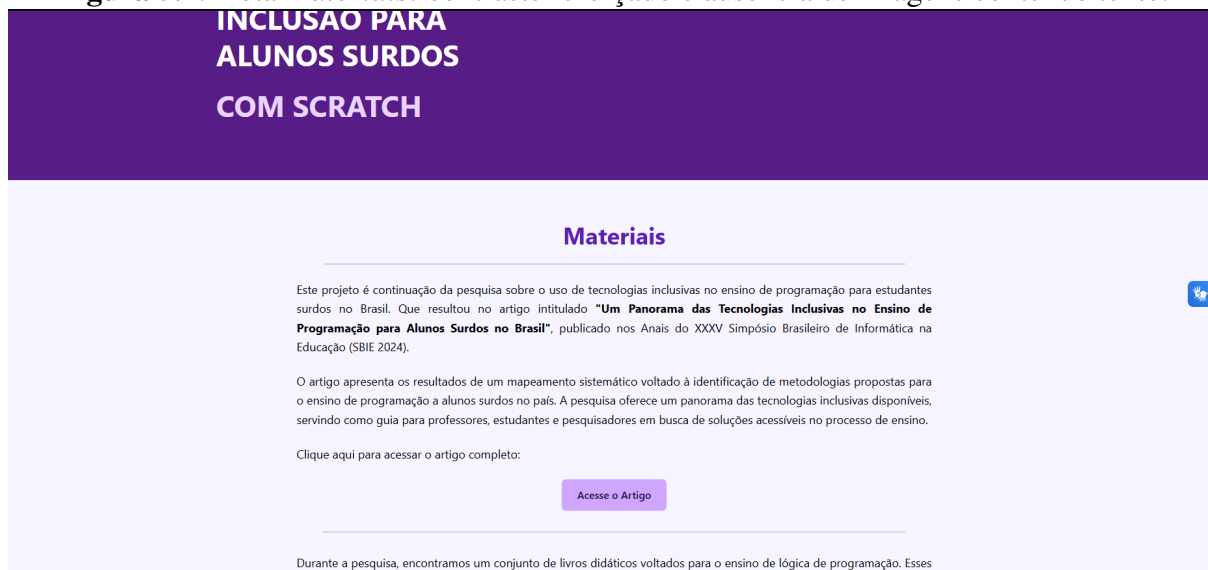 INCLUSÃO PARA
ALUNOS SURDOS
COM SCRATCH
Materiais
Este projeto é continuação da pesquisa sobre o uso de tecnologias inclusivas no ensino de programação para estudantes
surdos no Brasil. Que resultou no artigo intitulado "Um Panorama das Tecnologias Inclusivas no Ensino de
Programação para Alunos Surdos no Brasil", publicado nos Anais do XXXV Simpósio Brasileiro de Informática na
Educação (SBIE 2024).
O artigo apresenta os resultados de um mapeamento sistemático voltado à identificação de metodologias propostas para
o ensino de programação a alunos surdos no país. A pesquisa oferece um panorama das tecnologias inclusivas disponíveis,
servindo como guia para professores, estudantes e pesquisadores em busca de soluções acessíveis no processo de ensino.
Clique aqui para acessar o artigo completo:
Acesse o Artigo
Durante a pesquisa, encontramos um conjunto de livros didáticos voltados para o ensino de lógica de programação. Esses